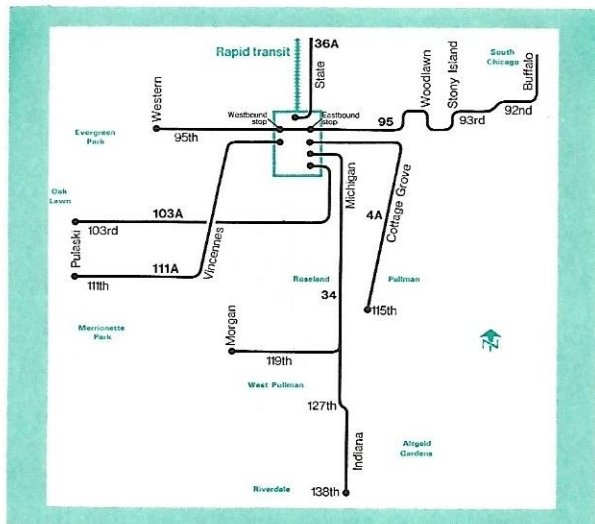 Rapid transit
36A
State
South
Chicago
Buffalo
Woodlawn
Stony Island
Western
Westbound
stop
Eastbound
stop
95
93rd
92nd
Evergreen
Park
95th
Michigan
Cottage Grove
4A
Oak
Lawn
103A
103rd
Vincennes
Pulaski
111A
111th
Roseland
Pullman
34
115th
Merrionette
Park
Morgan
119th
N
West Pullman
127th
Indiana
Altgeld
Gardens
Riverdale
138th